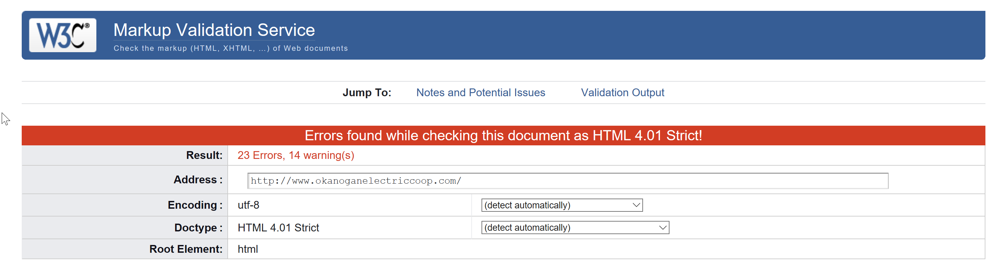 W3C®
Markup Validation Service
Check the markup (HTML, XHTML, ...) of Web documents
Jump To: Notes and Potential Issues Validation Output
Errors found while checking this document as HTML 4.01 Strict!
Result: 23 Errors, 14 warning(s)
Address : http://www.okanoganelectriccoop.com/
Encoding : utf-8 (detect automatically)
Doctype : HTML 4.01 Strict (detect automatically)
Root Element: html